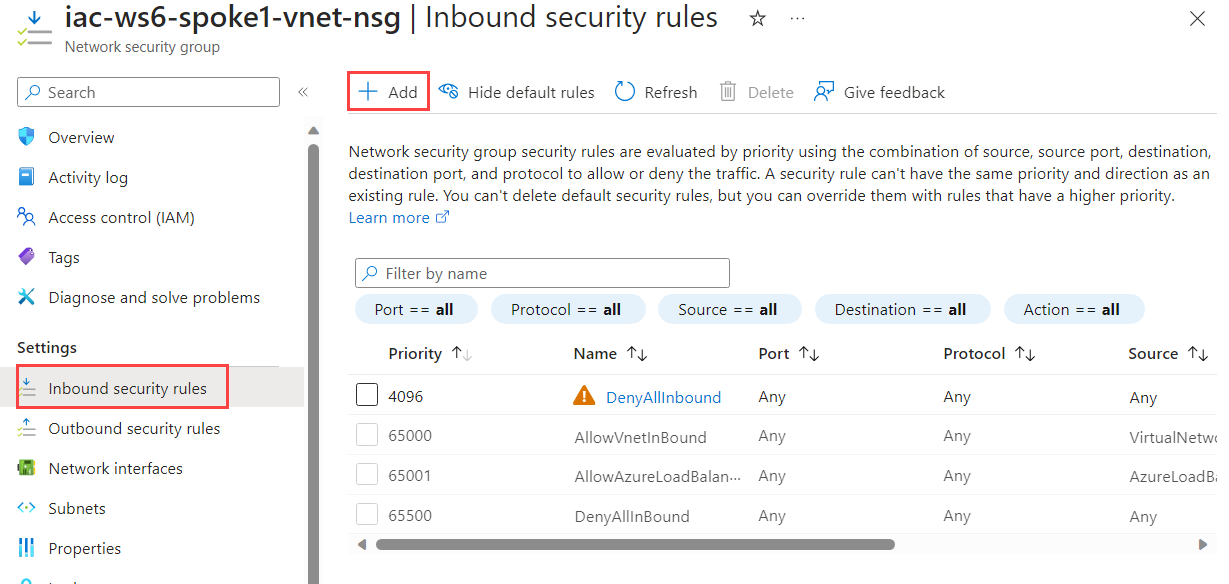 iac-ws6-spoke1-vnet-nsg | Inbound security rules
Network security group
Search
Add
Hide default rules
Refresh
Delete
Give feedback
Overview
Activity log
Access control (IAM)
Tags
Diagnose and solve problems
Settings
Inbound security rules
Outbound security rules
Network interfaces
Subnets
Properties
Network security group security rules are evaluated by priority using the combination of source, source port, destination,
destination port, and protocol to allow or deny the traffic. A security rule can't have the same priority and direction as an
existing rule. You can't delete default security rules, but you can override them with rules that have a higher priority.
Learn more
Filter by name
Port == all Protocol == all Source == all Destination == all Action == all
Priority Name Port Protocol Source
4096 DenyAllInbound Any Any Any
65000 AllowVnetInBound Any Any VirtualNetwo
65001 AllowAzureLoadBalan··· Any Any AzureLoadBa
65500 DenyAllInBound Any Any Any